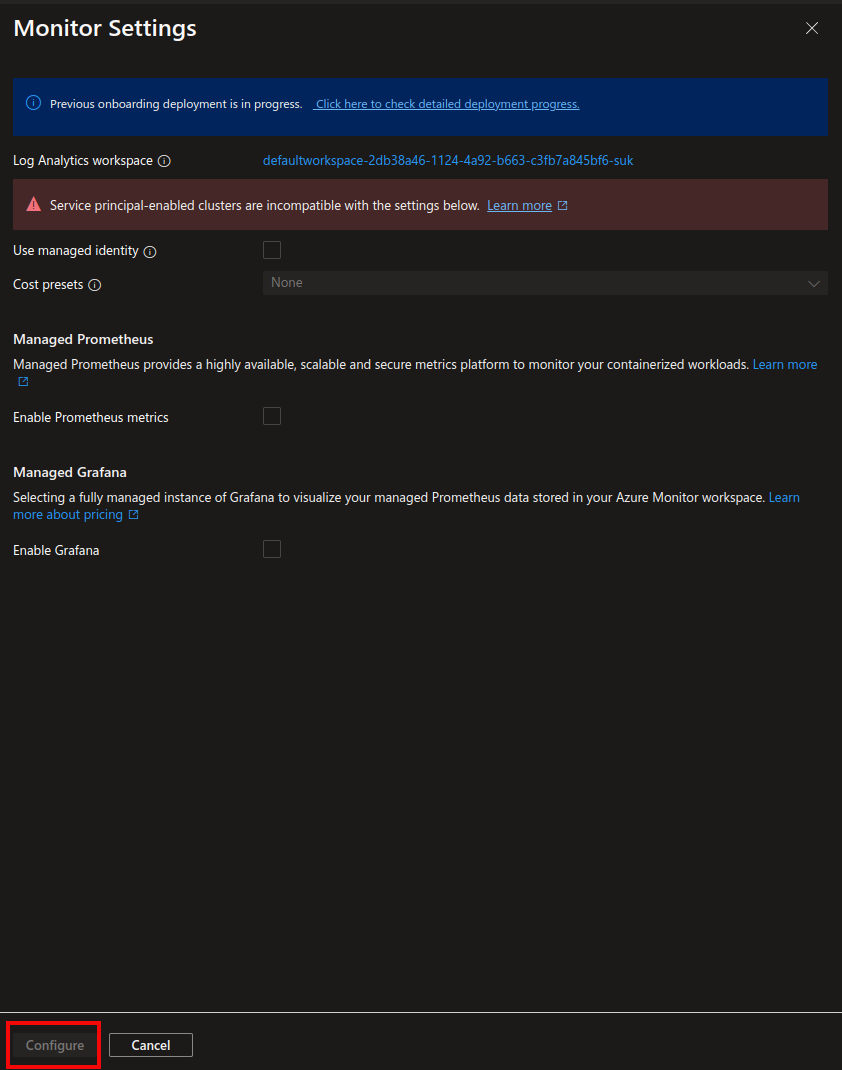 Monitor Settings
Previous onboarding deployment is in progress. Click here to check detailed deployment progress.
Log Analytics workspace defaultworkspace-2db38a46-1124-4a92-b663-c3fb7a845bf6-suk
Service principal-enabled clusters are incompatible with the settings below. Learn more
Use managed identity
Cost presets None
Managed Prometheus
Managed Prometheus provides a highly available, scalable and secure metrics platform to monitor your containerized workloads. Learn more
Enable Prometheus metrics
Managed Grafana
Selecting a fully managed instance of Grafana to visualize your managed Prometheus data stored in your Azure Monitor workspace. Learn
more about pricing
Enable Grafana
Configure Cancel